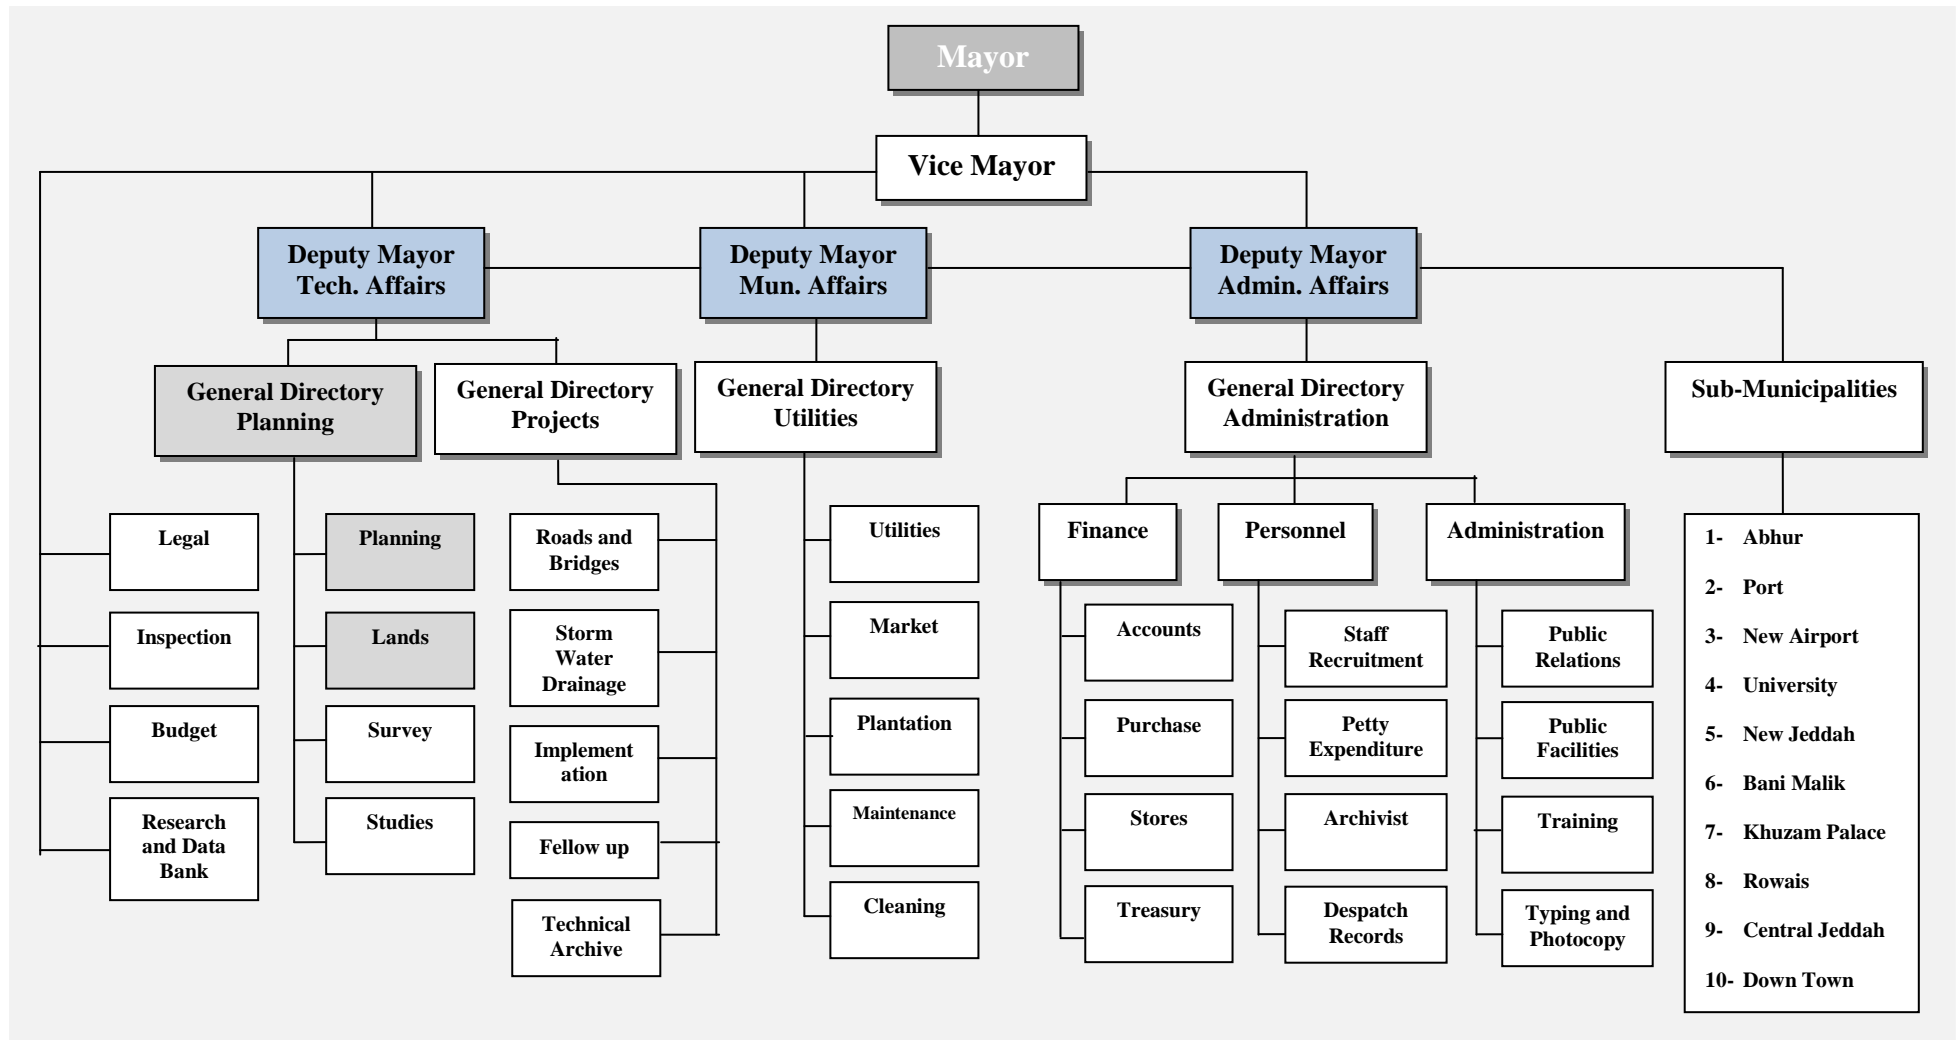 Mayor
Vice Mayor
Deputy Mayor
Tech. Affairs
Deputy Mayor
Mun. Affairs
Deputy Mayor
Admin. Affairs
General Directory
Planning
General Directory
Projects
General Directory
Utilities
General Directory
Administration
Sub-Municipalities
Legal
Inspection
Budget
Research
and Data
Bank
Planning
Lands
Survey
Studies
Roads and
Bridges
Storm
Water
Drainage
Implement
ation
Fellow up
Technical
Archive
Utilities
Market
Plantation
Maintenance
Cleaning
Finance
Accounts
Purchase
Stores
Treasury
Personnel
Staff
Recruitment
Petty
Expenditure
Archivist
Despatch
Records
Administration
Public
Relations
Public
Facilities
Training
Typing and
Photocopy
1- Abhur
2- Port
3- New Airport
4- University
5- New Jeddah
6- Bani Malik
7- Khuzam Palace
8- Rowais
9- Central Jeddah
10- Down Town